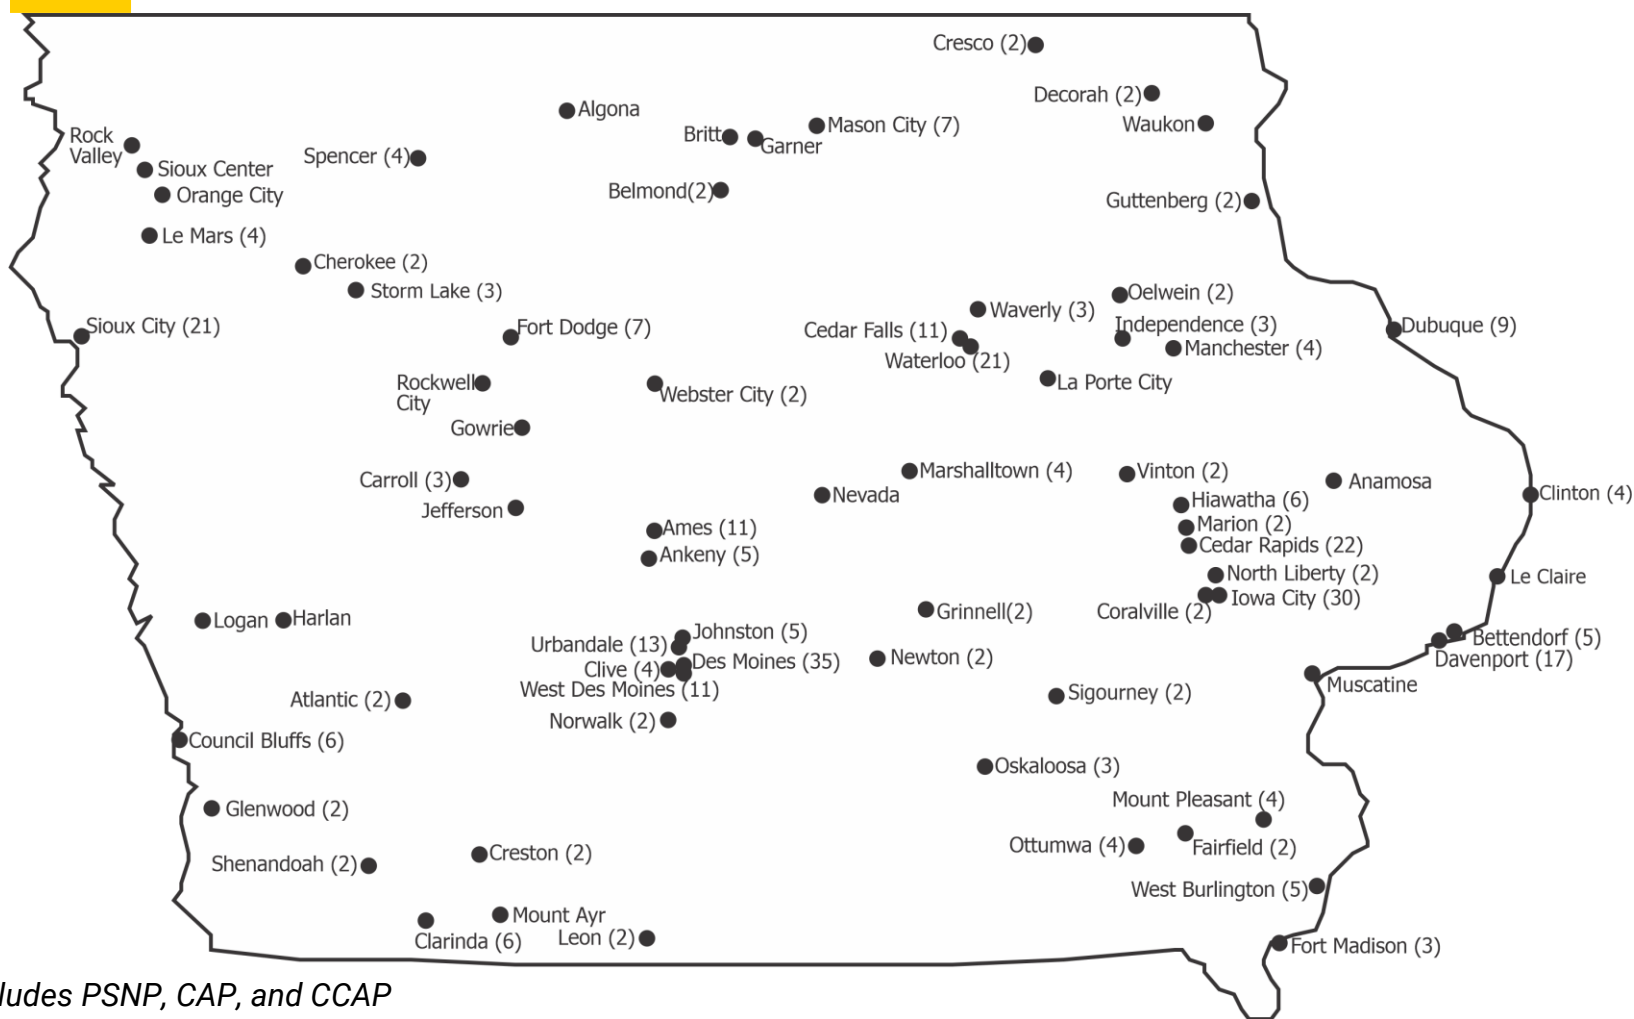 Cresco (2)
Decorah (2)
Algona
Waukon
Mason City (7)
Britt
Garner
Rock
Valley
Spencer (4)
Sioux Center
Belmond(2)
Orange City
Guttenberg (2)
Le Mars (4)
Cherokee (2)
Storm Lake (3)
Oelwein (2)
Waverly (3)
Sioux City (21)
Fort Dodge (7)
Cedar Falls (11)
Independence (3)
Dubuque (9)
Manchester (4)
Waterloo (21)
Rockwell
City
Webster City (2)
La Porte City
Gowrie
Carroll (3)
Marshalltown (4)
Vinton (2)
Anamosa
Nevada
Hiawatha (6)
Clinton (4)
Jefferson
Ames (11)
Marion (2)
Cedar Rapids (22)
Ankeny (5)
North Liberty (2)
Le Claire
Iowa City (30)
Coralville (2)
Grinnell(2)
Logan
Harlan
Johnston (5)
Urbandale (13)
Bettendorf (5)
Davenport (17)
Des Moines (35)
Clive (4)
Newton (2)
West Des Moines (11)
Muscatine
Sigourney (2)
Atlantic (2)
Norwalk (2)
Council Bluffs (6)
Oskaloosa (3)
Mount Pleasant (4)
Glenwood (2)
Ottumwa (4)
Fairfield (2)
Creston (2)
Shenandoah (2)
West Burlington (5)
Mount Ayr
Clarinda (6)
Leon (2)
Fort Madison (3)
ludes PSNP, CAP, and CCAP